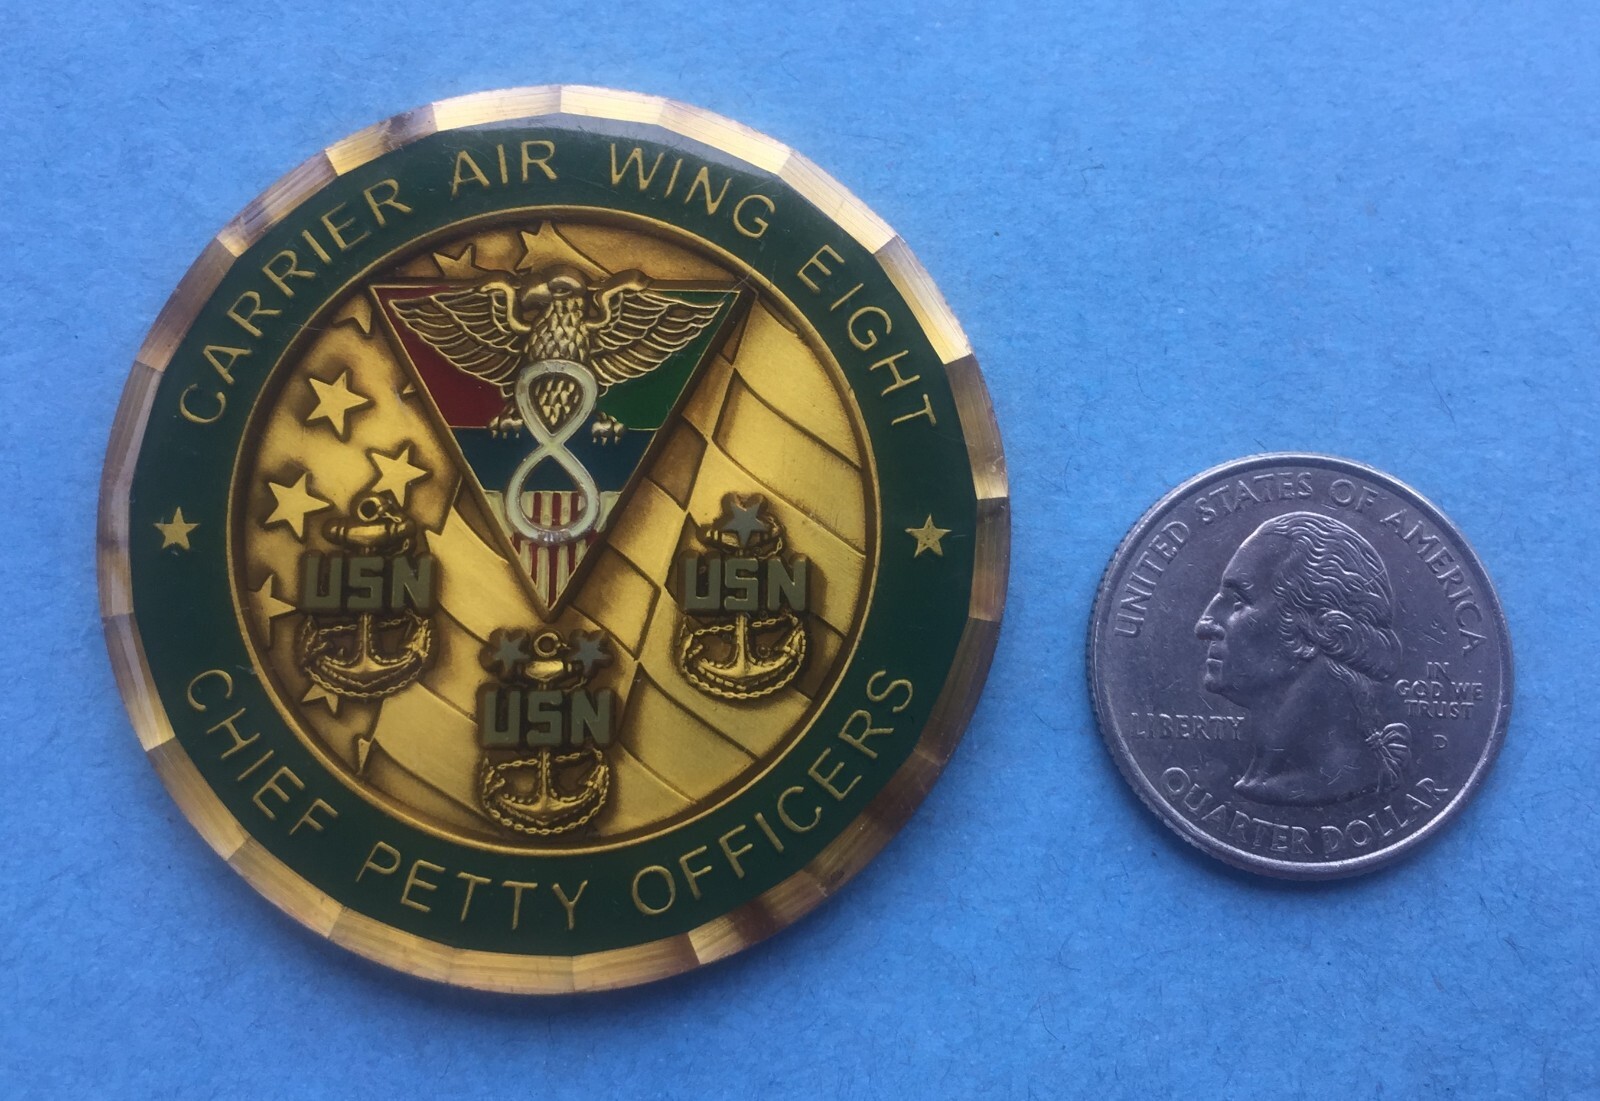 CARRIER AIR WING EIGHT
8
USN
USN
USN
CHIEF PETTY OFFICERS
UNITED STATES OF AMERICA
LIBERTY
IN
GOD WE
TRUST
D
QUARTER DOLLAR